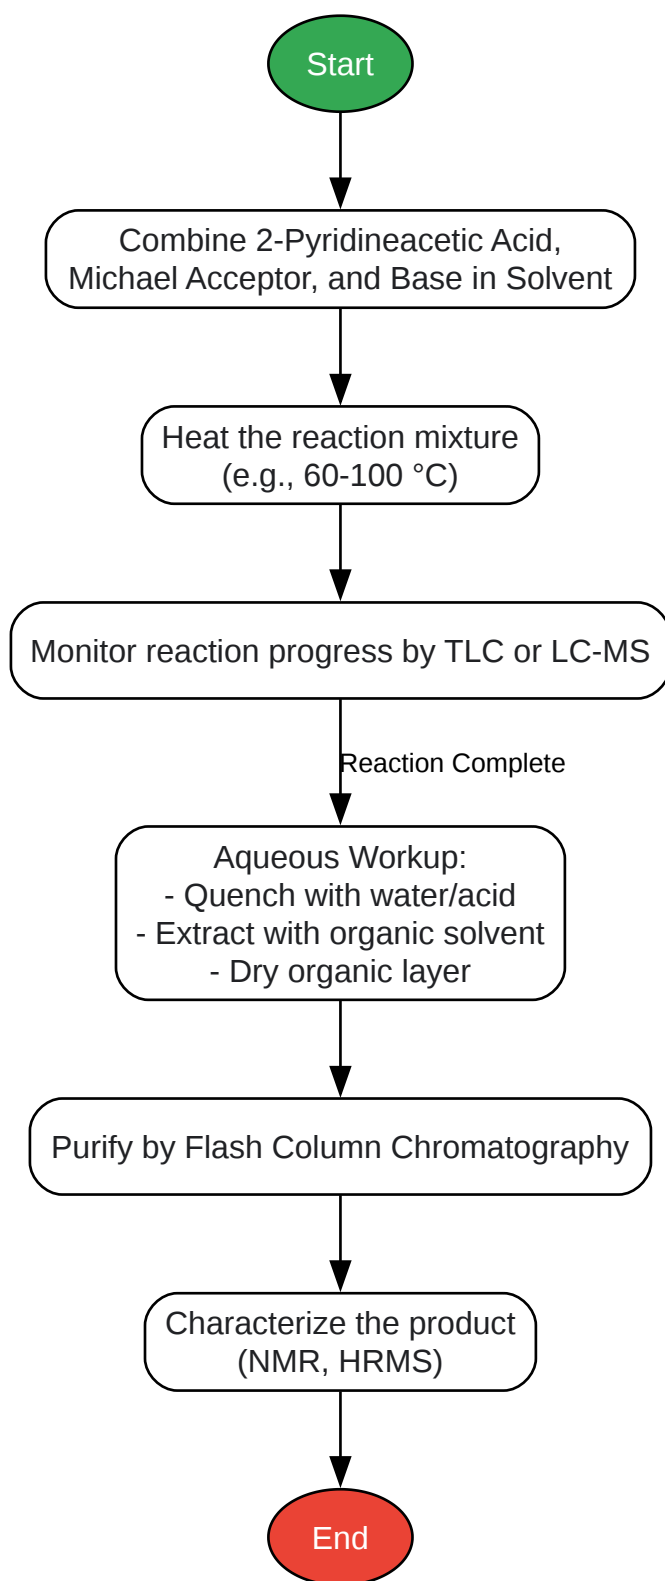 Start
Combine 2-Pyridineacetic Acid,
Michael Acceptor, and Base in Solvent
Heat the reaction mixture
(e.g., 60-100 °C)
Monitor reaction progress by TLC or LC-MS
Reaction Complete
Aqueous Workup:
- Quench with water/acid
- Extract with organic solvent
- Dry organic layer
Purify by Flash Column Chromatography
Characterize the product
(NMR, HRMS)
End